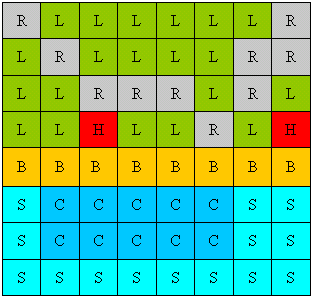 R L L L L L L R
L R L L L L R R
L L R R R L R L
L L H L L R L H
B B B B B B B B
S C C C C C S S
S C C C C C S S
S S S S S S S S